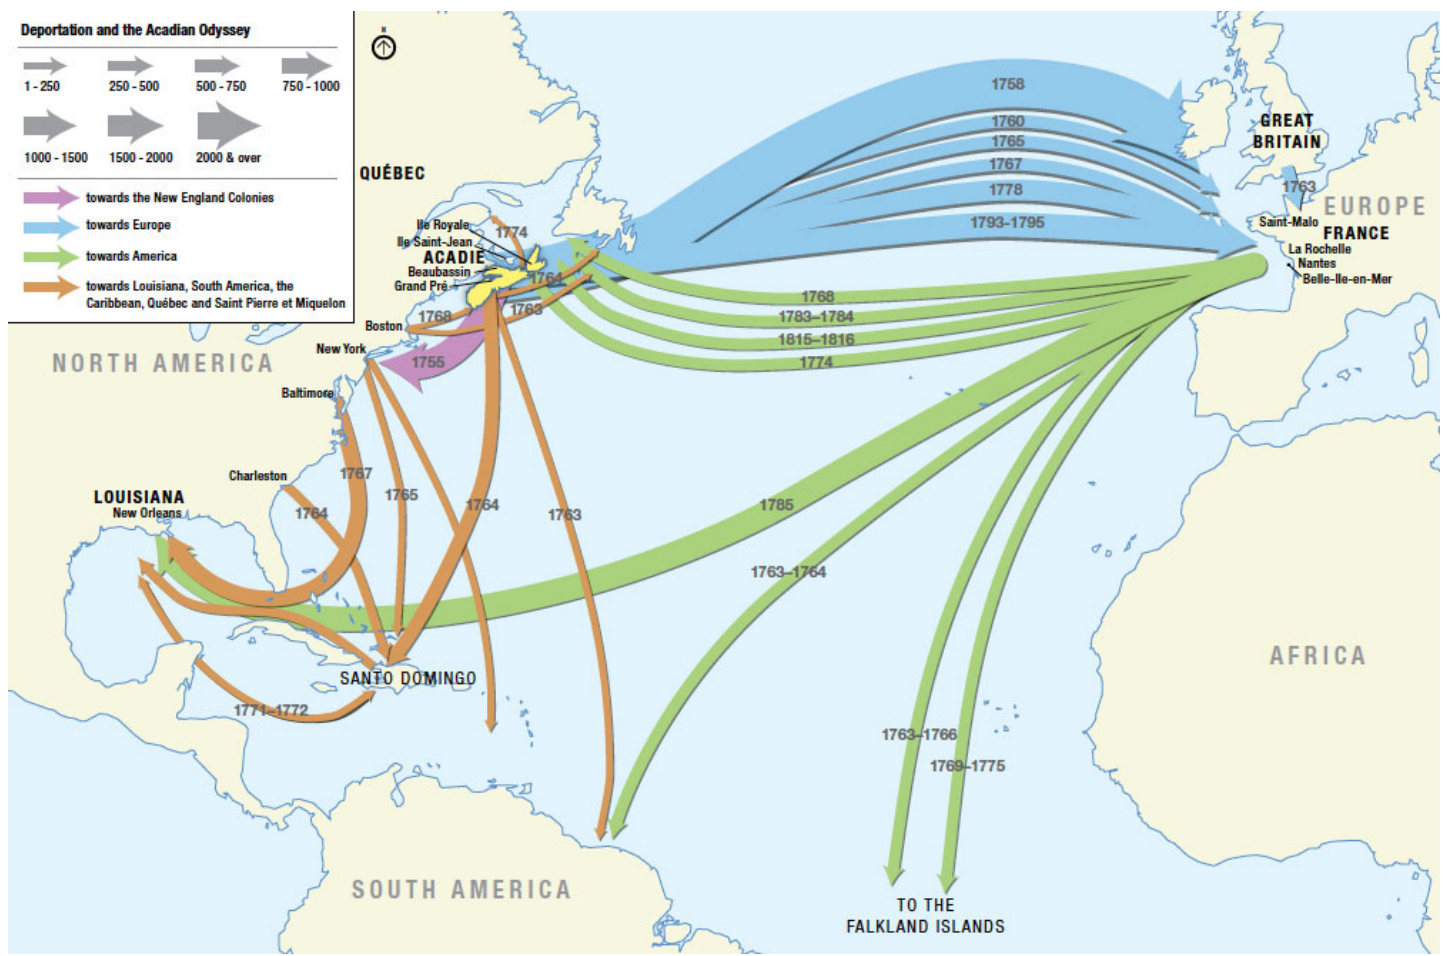 Deportation and the Acadian Odyssey
1 - 250
250 - 500
500 - 750
750 - 1000
1000 - 1500
1500 - 2000
2000 & over
towards the New England Colonies
towards Europe
towards America
towards Louisiana, South America, the
Caribbean, Québec and Saint Pierre et Miquelon
N
QUÉBEC
Ile Royale
Ile Saint-Jean
ACADIE
Beaubassin
Grand Pré
1774
1764
1768
1763
Boston
New York
1755
NORTH AMERICA
Baltimore
Charleston
LOUISIANA
New Orleans
1767
1765
1764
1764
1763
SANTO DOMINGO
1771–1772
SOUTH AMERICA
1758
1760
1765
1767
1778
1793-1795
GREAT
BRITAIN
1763
EUROPE
Saint-Malo
FRANCE
La Rochelle
Nantes
Belle-Ile-en-Mer
1768
1783–1784
1815–1816
1774
1785
1763–1764
1763–1766
1769–1775
AFRICA
TO THE
FALKLAND ISLANDS